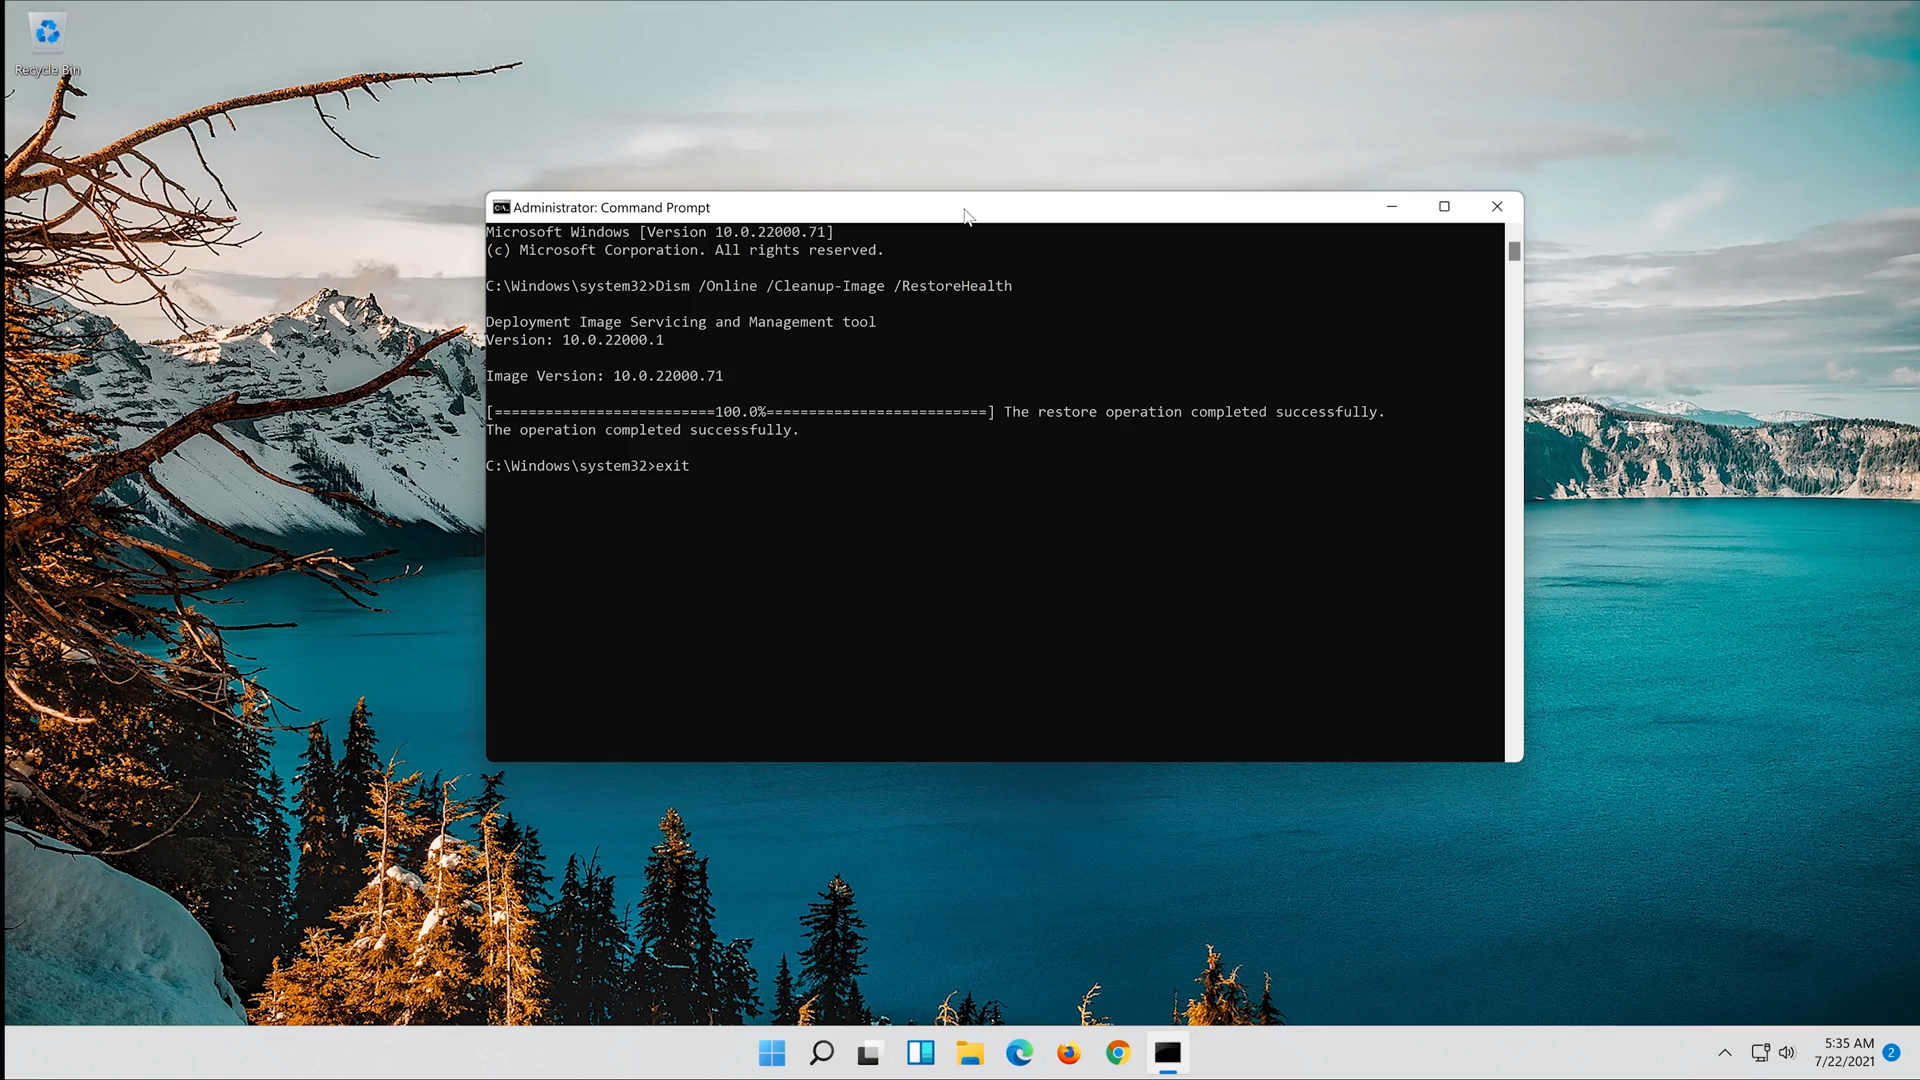 Recycle Bin
Administrator: Command Prompt
Microsoft Windows [Version 10.0.22000.71]
(c) Microsoft Corporation. All rights reserved.
C:\Windows\system32>Dism /Online /Cleanup-Image /RestoreHealth
Deployment Image Servicing and Management tool
Version: 10.0.22000.1
Image Version: 10.0.22000.71
[==========================100.0%==========================] The restore operation completed successfully.
The operation completed successfully.
C:\Windows\system32>exit
5:35 AM
7/22/2021
2